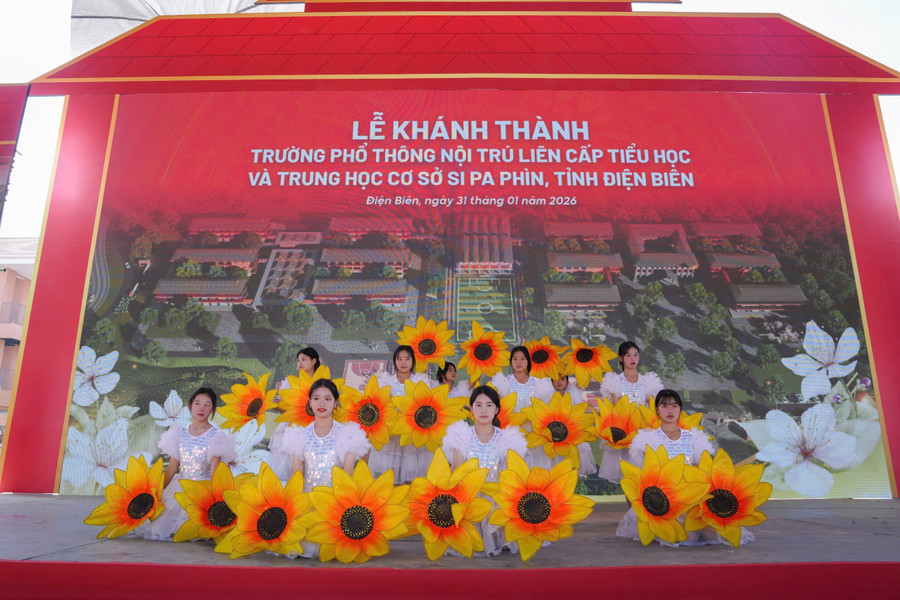 LỄ KHÁNH THÀNH
TRƯỜNG PHỔ THÔNG NỘI TRÚ LIÊN CẤP TIỂU HỌC
VÀ TRUNG HỌC CƠ SỞ SI PA PHÌN, TỈNH ĐIỆN BIÊN
Điện Biên, ngày 31 tháng 01 năm 2026